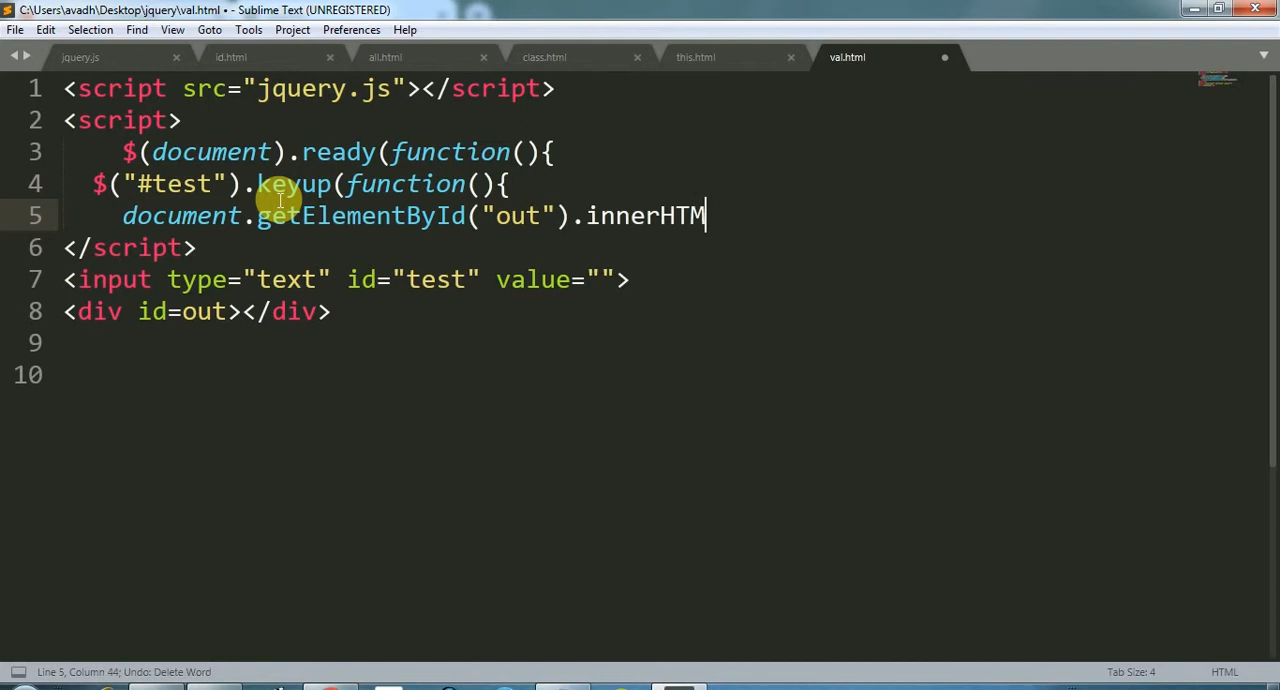 C:\Users\avadh\Desktop\jquery\val.html • - Sublime Text (UNREGISTERED)
File Edit Selection Find View Goto Tools Project Preferences Help
jquery.js id.html all.html class.html this.html val.html
1 <script src="jquery.js"></script>
2 <script>
3 $(document).ready(function(){
4 $("#test").keyup(function(){
5 document.getElementById("out").innerHTM
6 </script>
7 <input type="text" id="test" value="">
8 <div id=out></div>
9
10
Line 5, Column 44; Undo: Delete Word Tab Size: 4 HTML